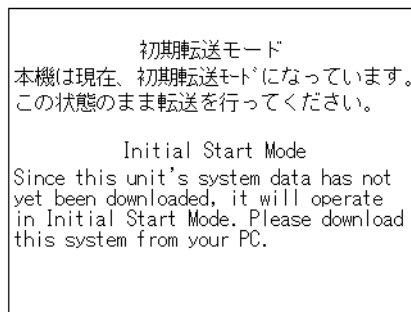 初期転送モード
本機は現在、初期転送ﾓｰﾄﾞになっています。
この状態のまま転送を行ってください。
Initial Start Mode
Since this unit's system data has not
yet been downloaded, it will operate
in Initial Start Mode. Please download
this system from your PC.